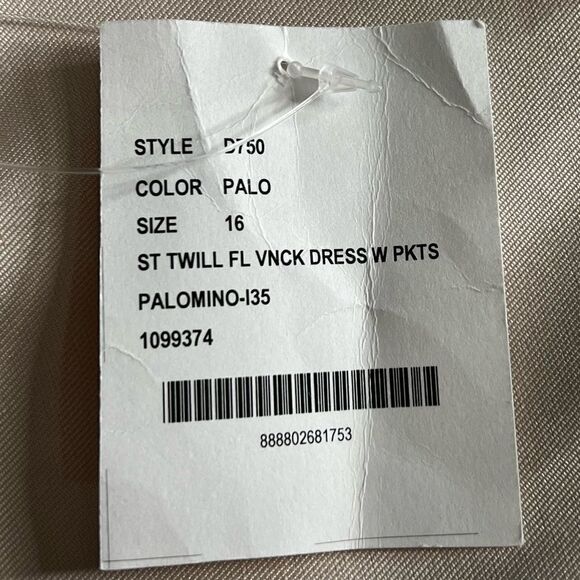 STYLE D750
COLOR PALO
SIZE 16
ST TWILL FL VNCK DRESS W PKTS
PALOMINO-I35
1099374
888802681753